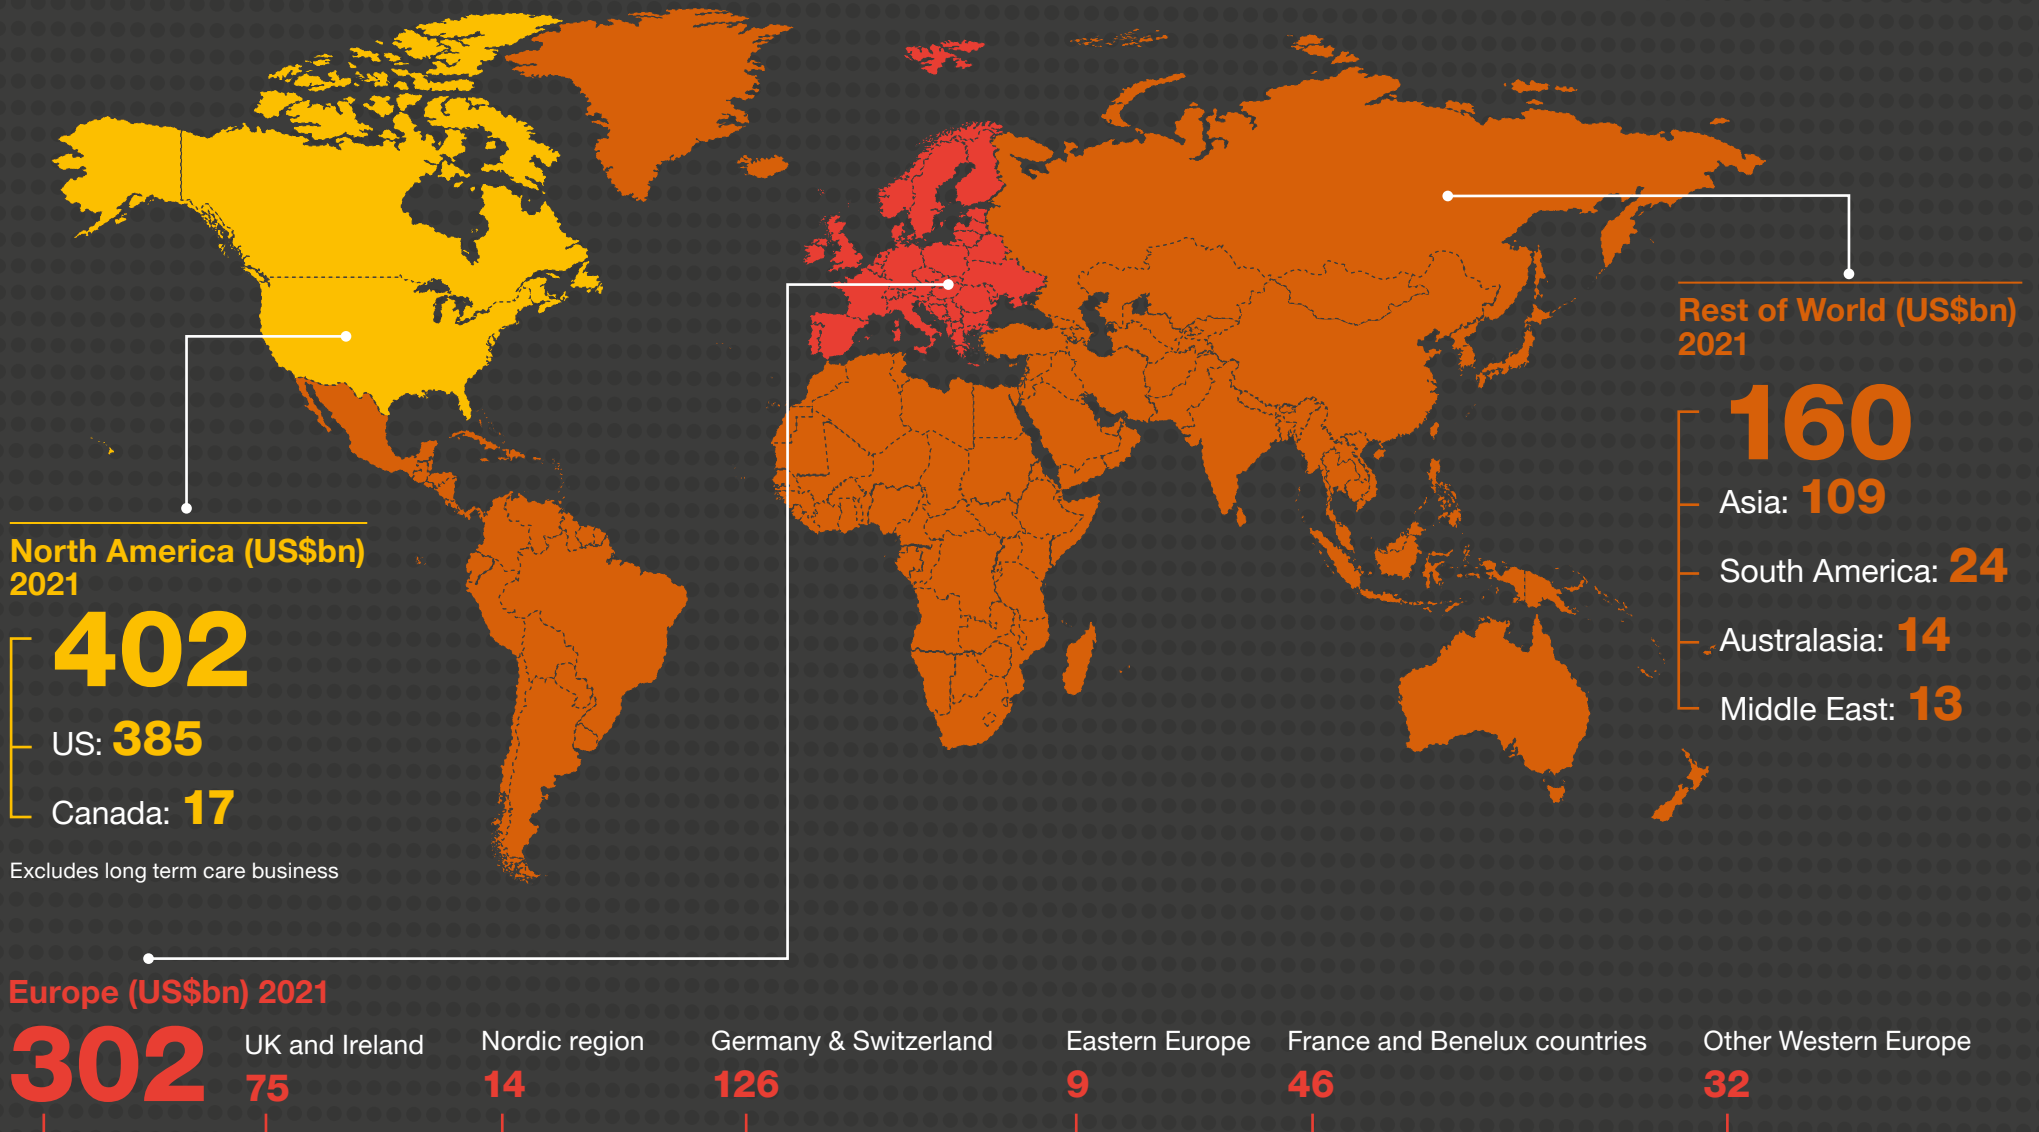 North America (US$bn)
2021
402
US: 385
Canada: 17
Excludes long term care business
Rest of World (US$bn)
2021
160
Asia: 109
South America: 24
Australasia: 14
Middle East: 13
Europe (US$bn) 2021
302
UK and Ireland
75
Nordic region
14
Germany & Switzerland
126
Eastern Europe
9
France and Benelux countries
46
Other Western Europe
32